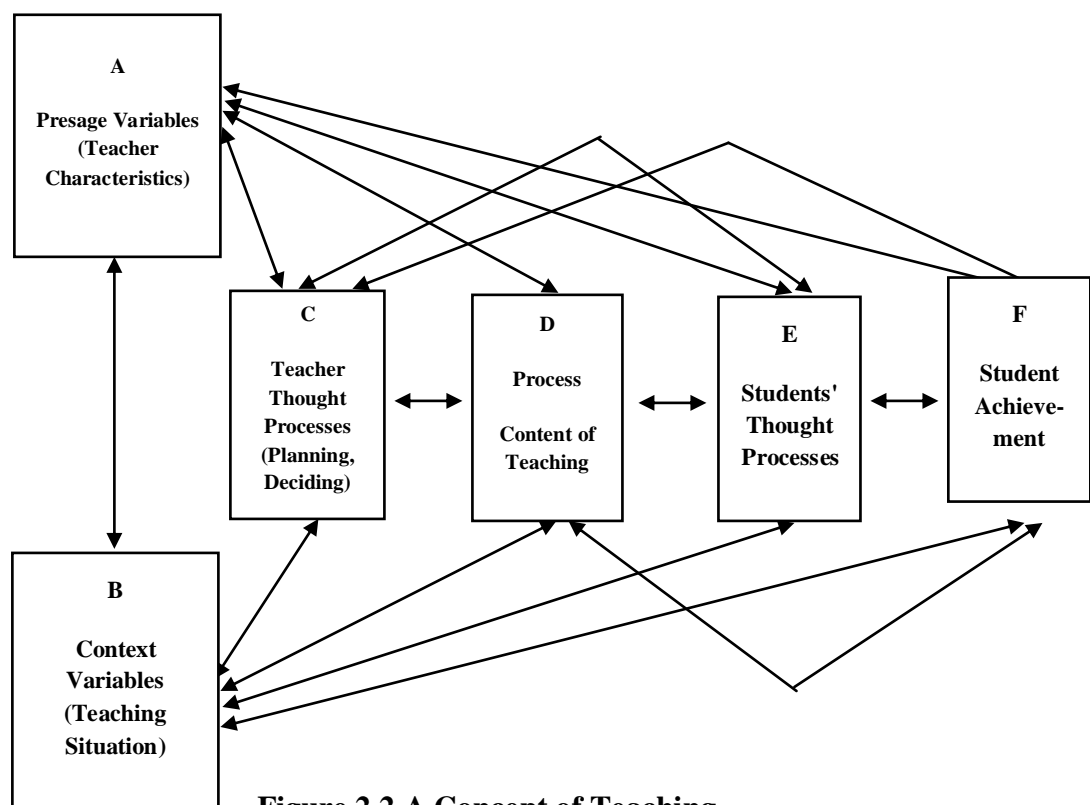 A
Presage Variables
(Teacher
Characteristics)
C
Teacher
Thought
Processes
(Planning,
Deciding)
D
Process
Content of
Teaching
E
Students'
Thought
Processes
F
Student
Achieve-
ment
B
Context
Variables
(Teaching
Situation)
Figure 2.2 A Concept of Teaching